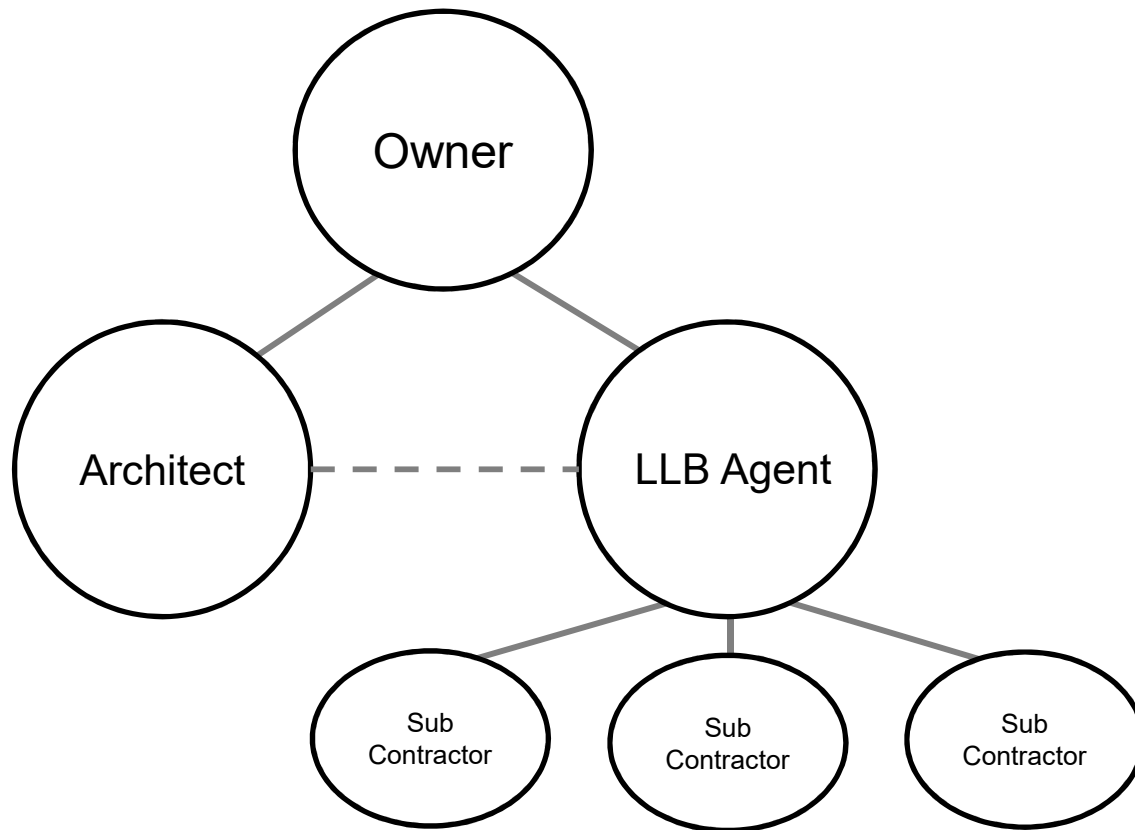 Owner
Architect
LLB Agent
Sub
Contractor
Sub
Contractor
Sub
Contractor